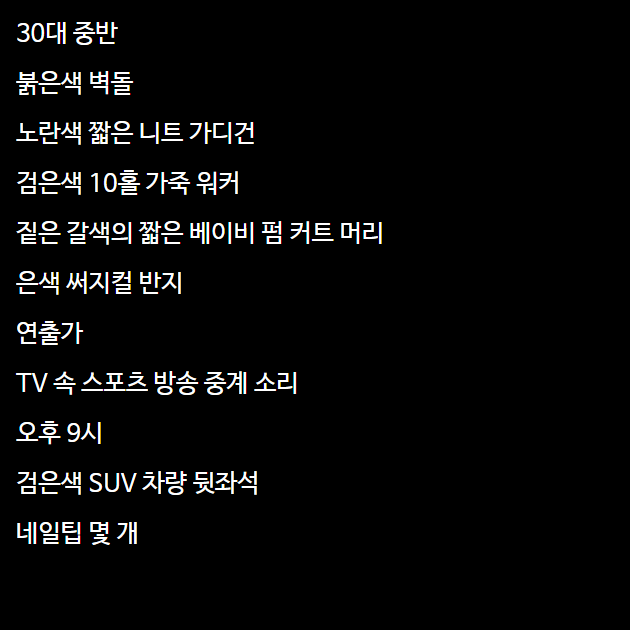 30대 중반
붉은색 벽돌
노란색 짧은 니트 가디건
검은색 10홀 가죽 워커
짙은 갈색의 짧은 베이비 펌 커트 머리
은색 써지컬 반지
연출가
TV 속 스포츠 방송 중계 소리
오후 9시
검은색 SUV 차량 뒷좌석
네일팁 몇 개